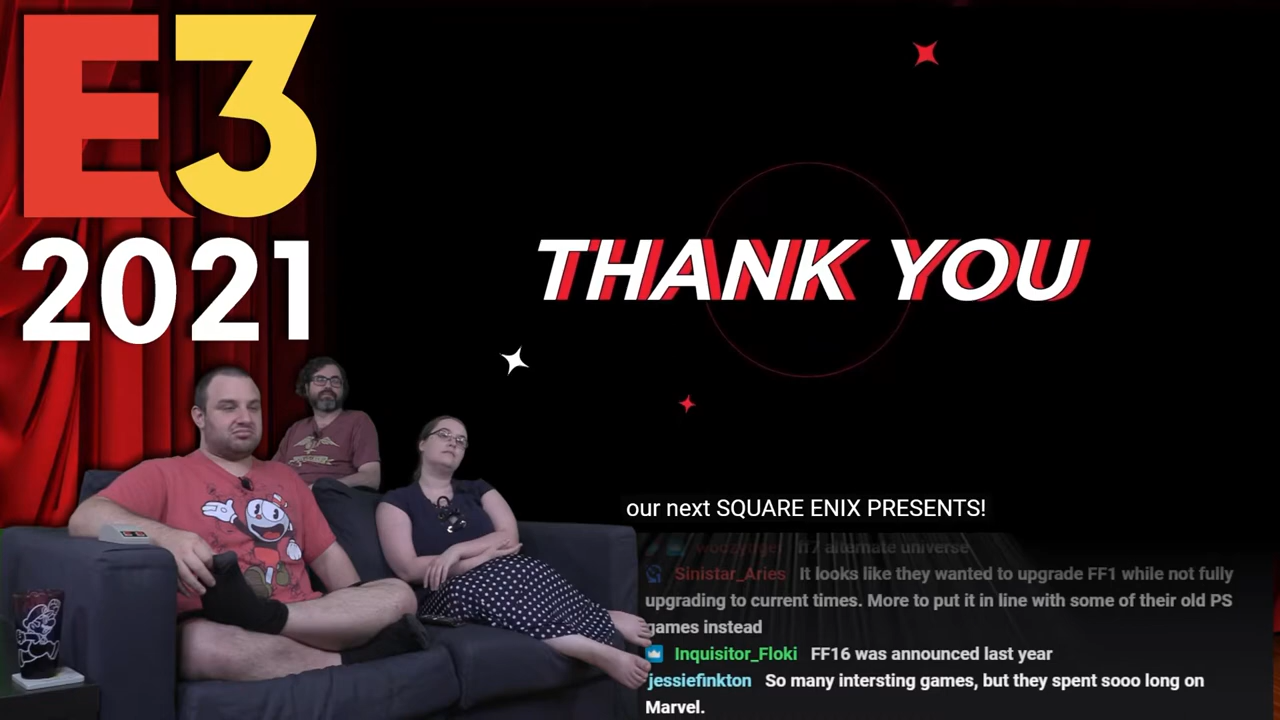 E3
2021
THANK YOU
our next SQUARE ENIX PRESENTS!
ff7 alternate universe
Sinistar_Aries It looks like they wanted to upgrade FF1 while not fully
upgrading to current times. More to put it in line with some of their old PS
games instead
Inquisitor_Floki FF16 was announced last year
jessiefinkton So many intersting games, but they spent sooo long on
Marvel.